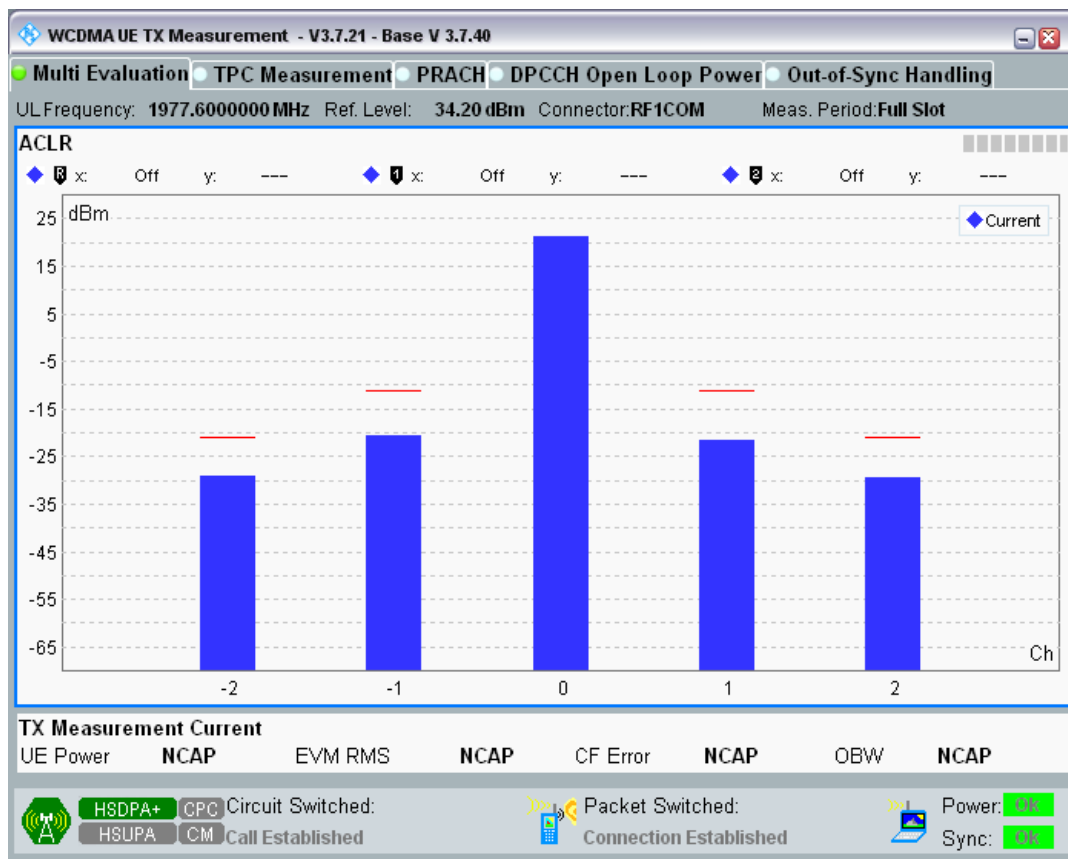 WCDMA UE TX Measurement - V3.7.21 - Base V 3.7.40
Multi Evaluation TPC Measurement PRACH DPCCH Open Loop Power Out-of-Sync Handling
UL Frequency: 1977.6000000 MHz Ref. Level: 34.20 dBm Connector:RF1COM Meas. Period:Full Slot
ACLR
R x: Off y: --- 1 x: Off y: --- 2 x: Off y: ---
dBm
Current
25
15
5
-5
-15
-25
-35
-45
-55
-65
Ch
-2 -1 0 1 2
TX Measurement Current
UE Power NCAP EVM RMS NCAP CF Error NCAP OBW NCAP
HSDPA+ CPC Circuit Switched: Packet Switched: Power: OK
HSUPA CM Call Established Connection Established Sync: OK